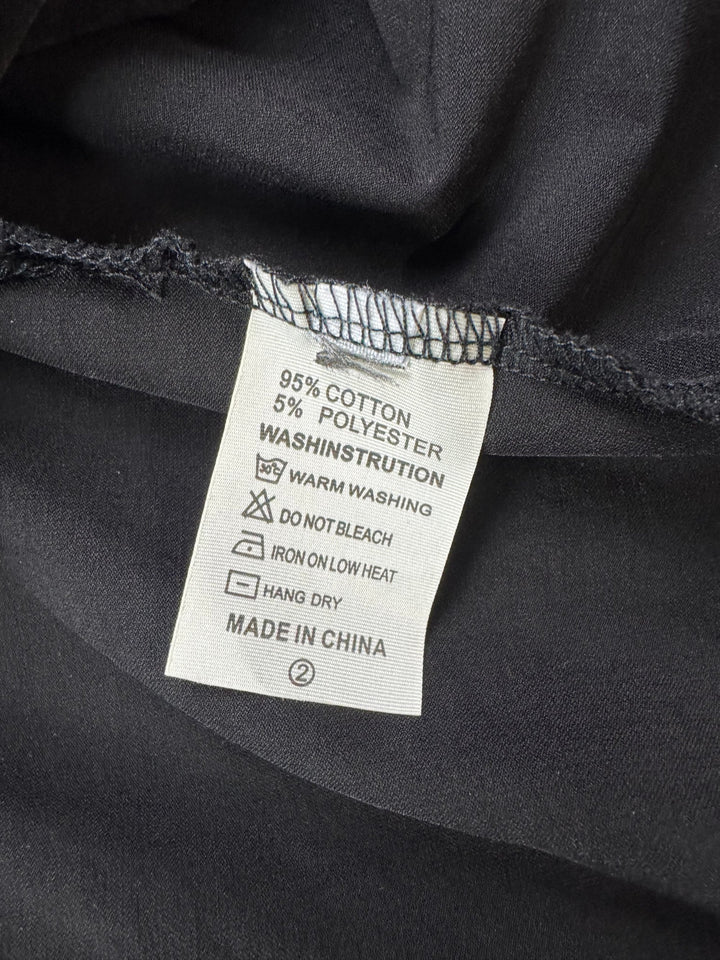 95% COTTON
5% POLYESTER
WASHINSTRUTION
30°C WARM WASHING
DO NOT BLEACH
IRON ON LOW HEAT
HANG DRY
MADE IN CHINA
②